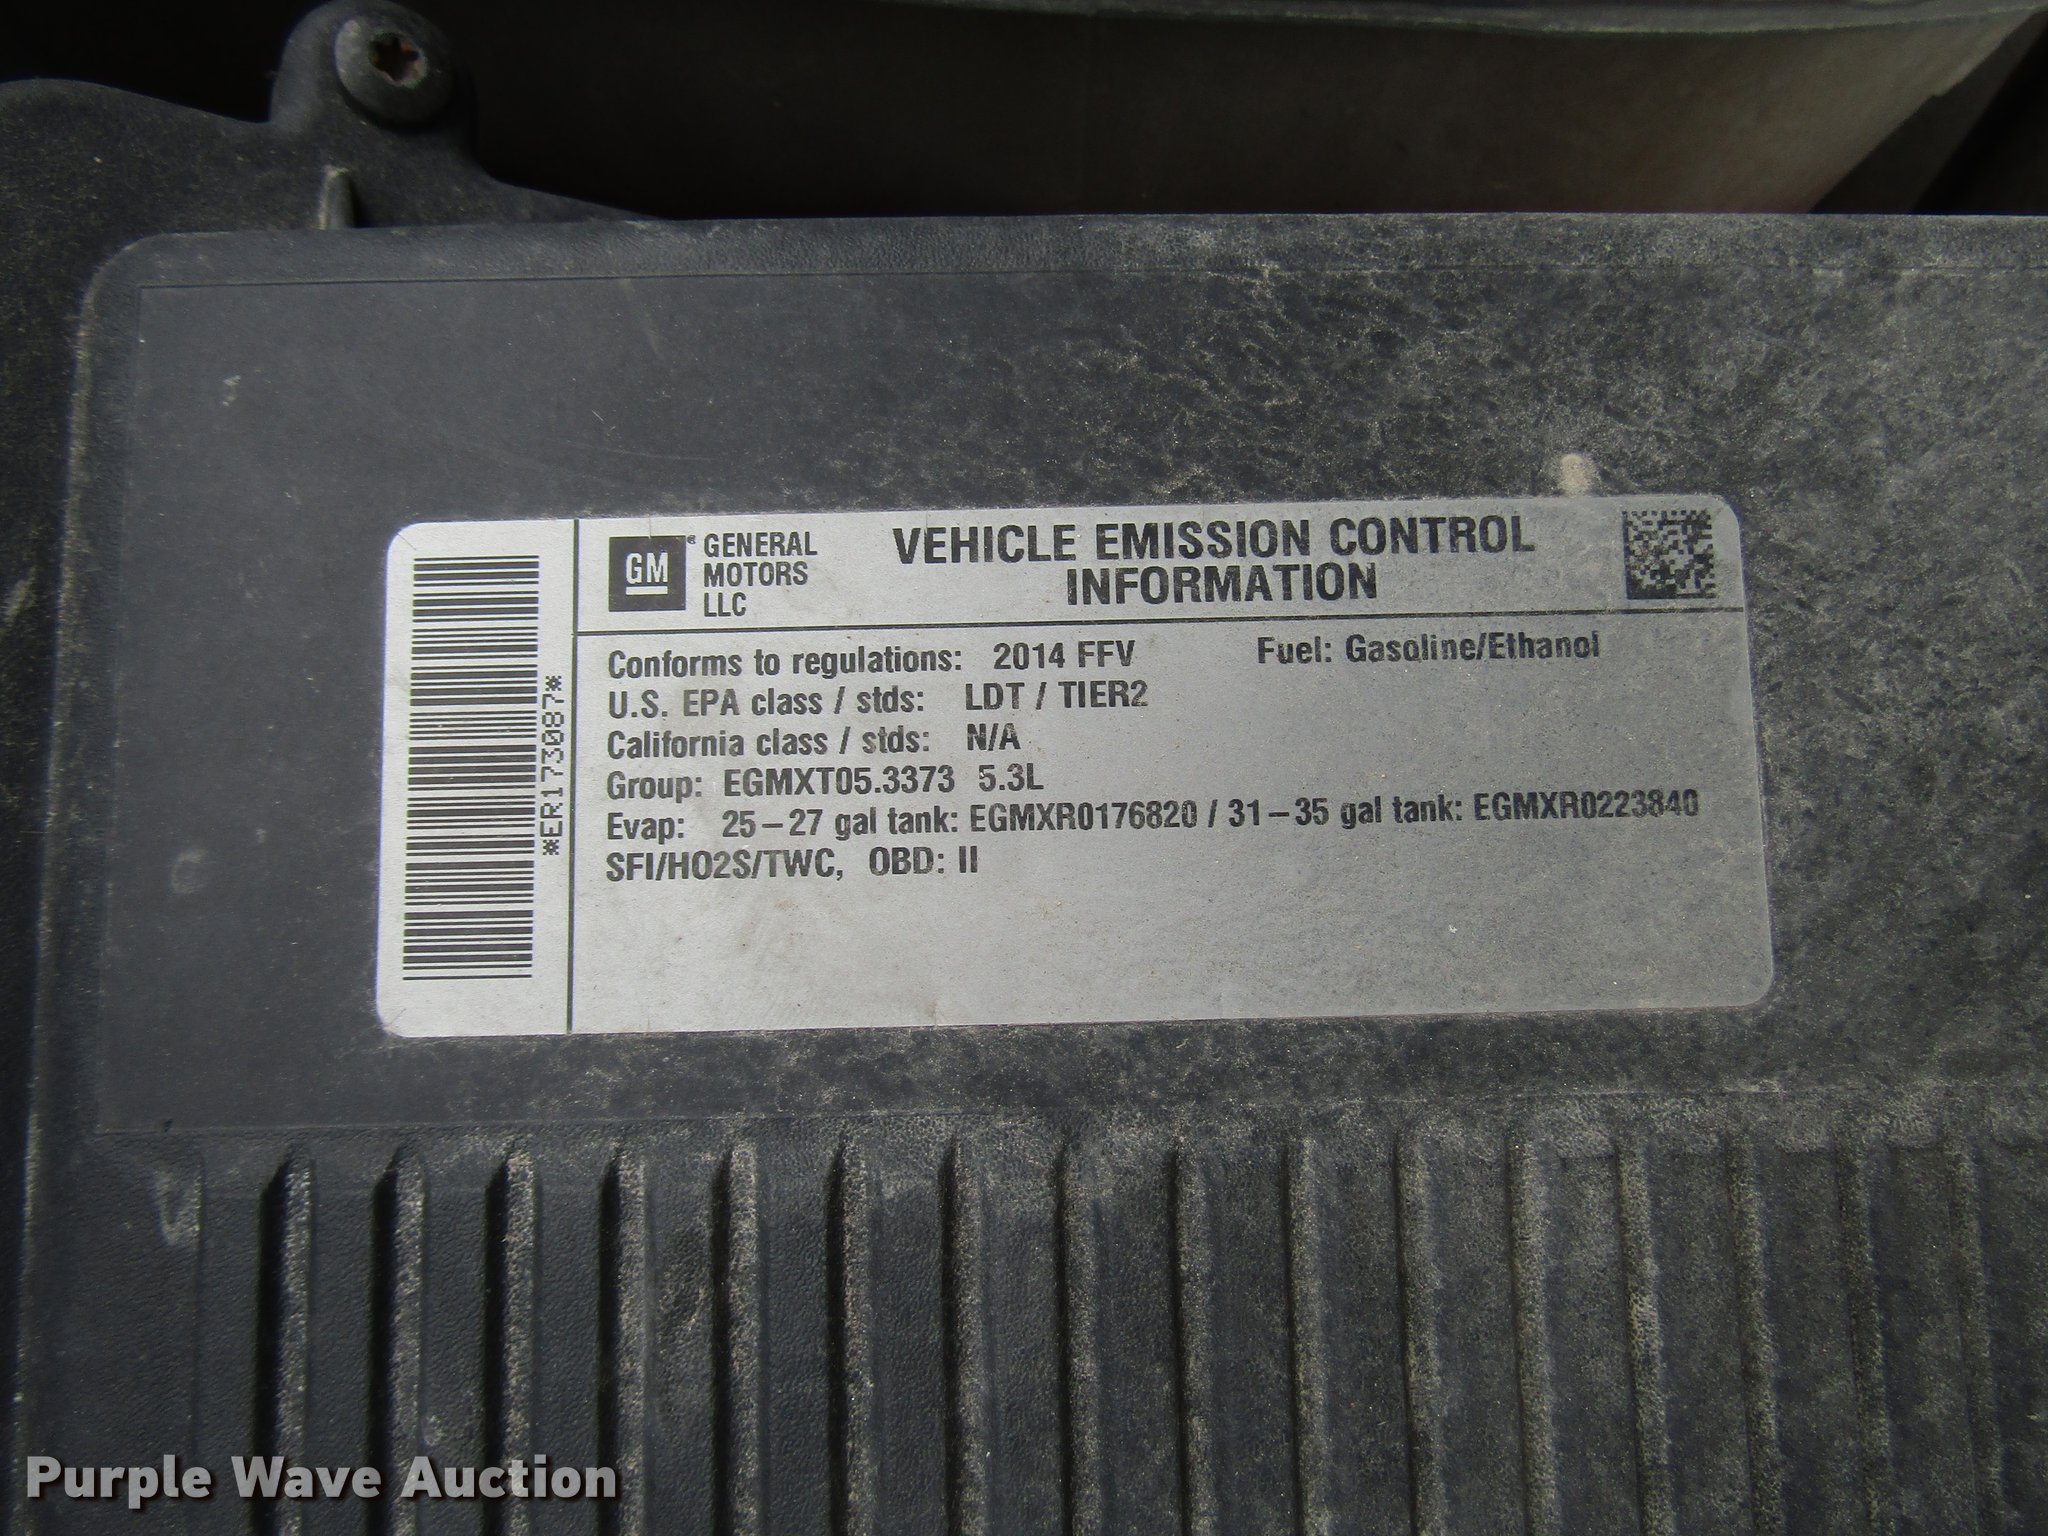 *ER173087*
GM
GENERAL
MOTORS
LLC
VEHICLE EMISSION CONTROL
INFORMATION
Conforms to regulations: 2014 FFV Fuel: Gasoline/Ethanol
U.S. EPA class / stds: LDT / TIER2
California class / stds: N/A
Group: EGMXT05.3373 5.3L
Evap: 25–27 gal tank: EGMXR0176820 / 31–35 gal tank: EGMXR0223840
SFI/HO2S/TWC, OBD: II
Purple Wave Auction